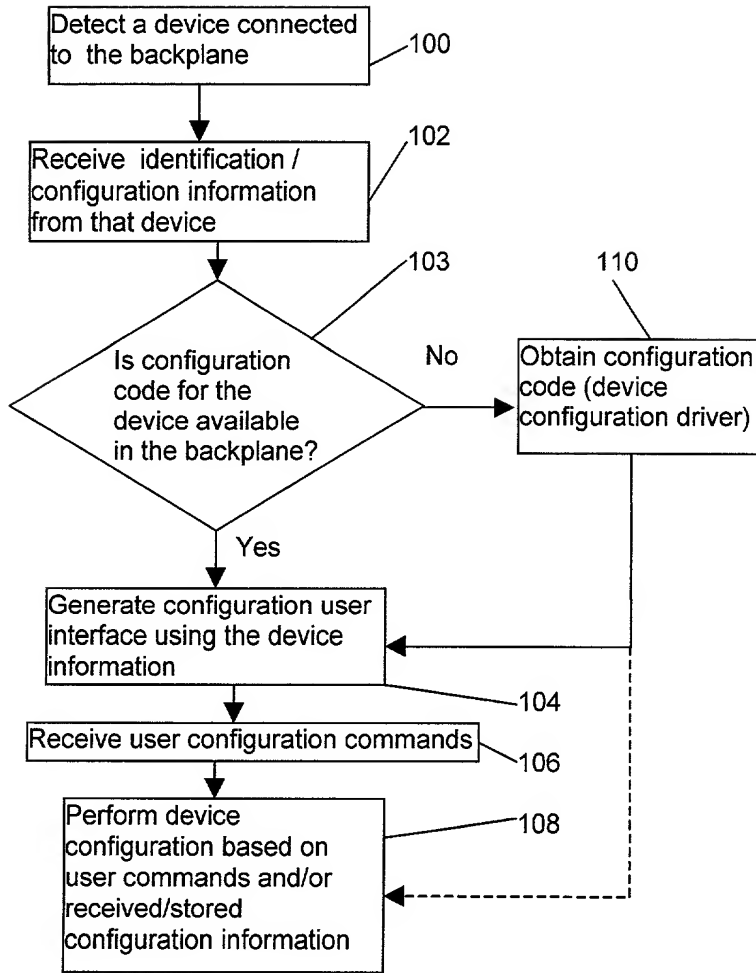 Detect a device connected
to the backplane
100
Receive identification /
configuration information
from that device
102
103
Is configuration
code for the
device available
in the backplane?
No
110
Obtain configuration
code (device
configuration driver)
Yes
Generate configuration user
interface using the device
information
104
Receive user configuration commands
106
Perform device
configuration based on
user commands and/or
received/stored
configuration information
108